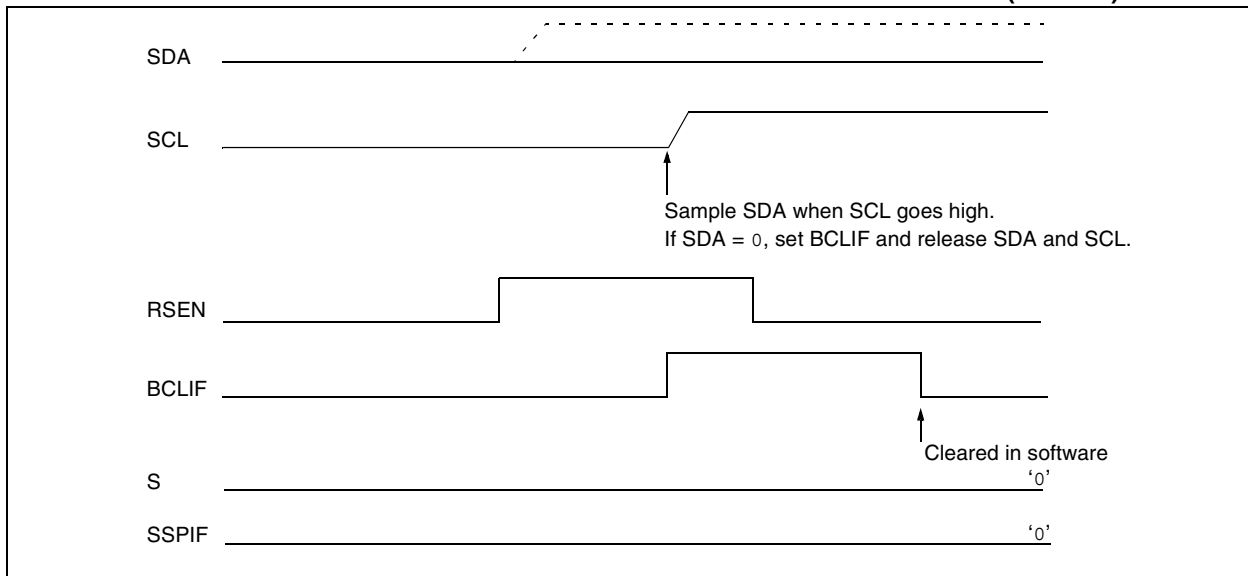 SDA
SCL
Sample SDA when SCL goes high.
If SDA = 0, set BCLIF and release SDA and SCL.
RSEN
BCLIF
Cleared in software
S
‘0’
SSPIF
‘0’